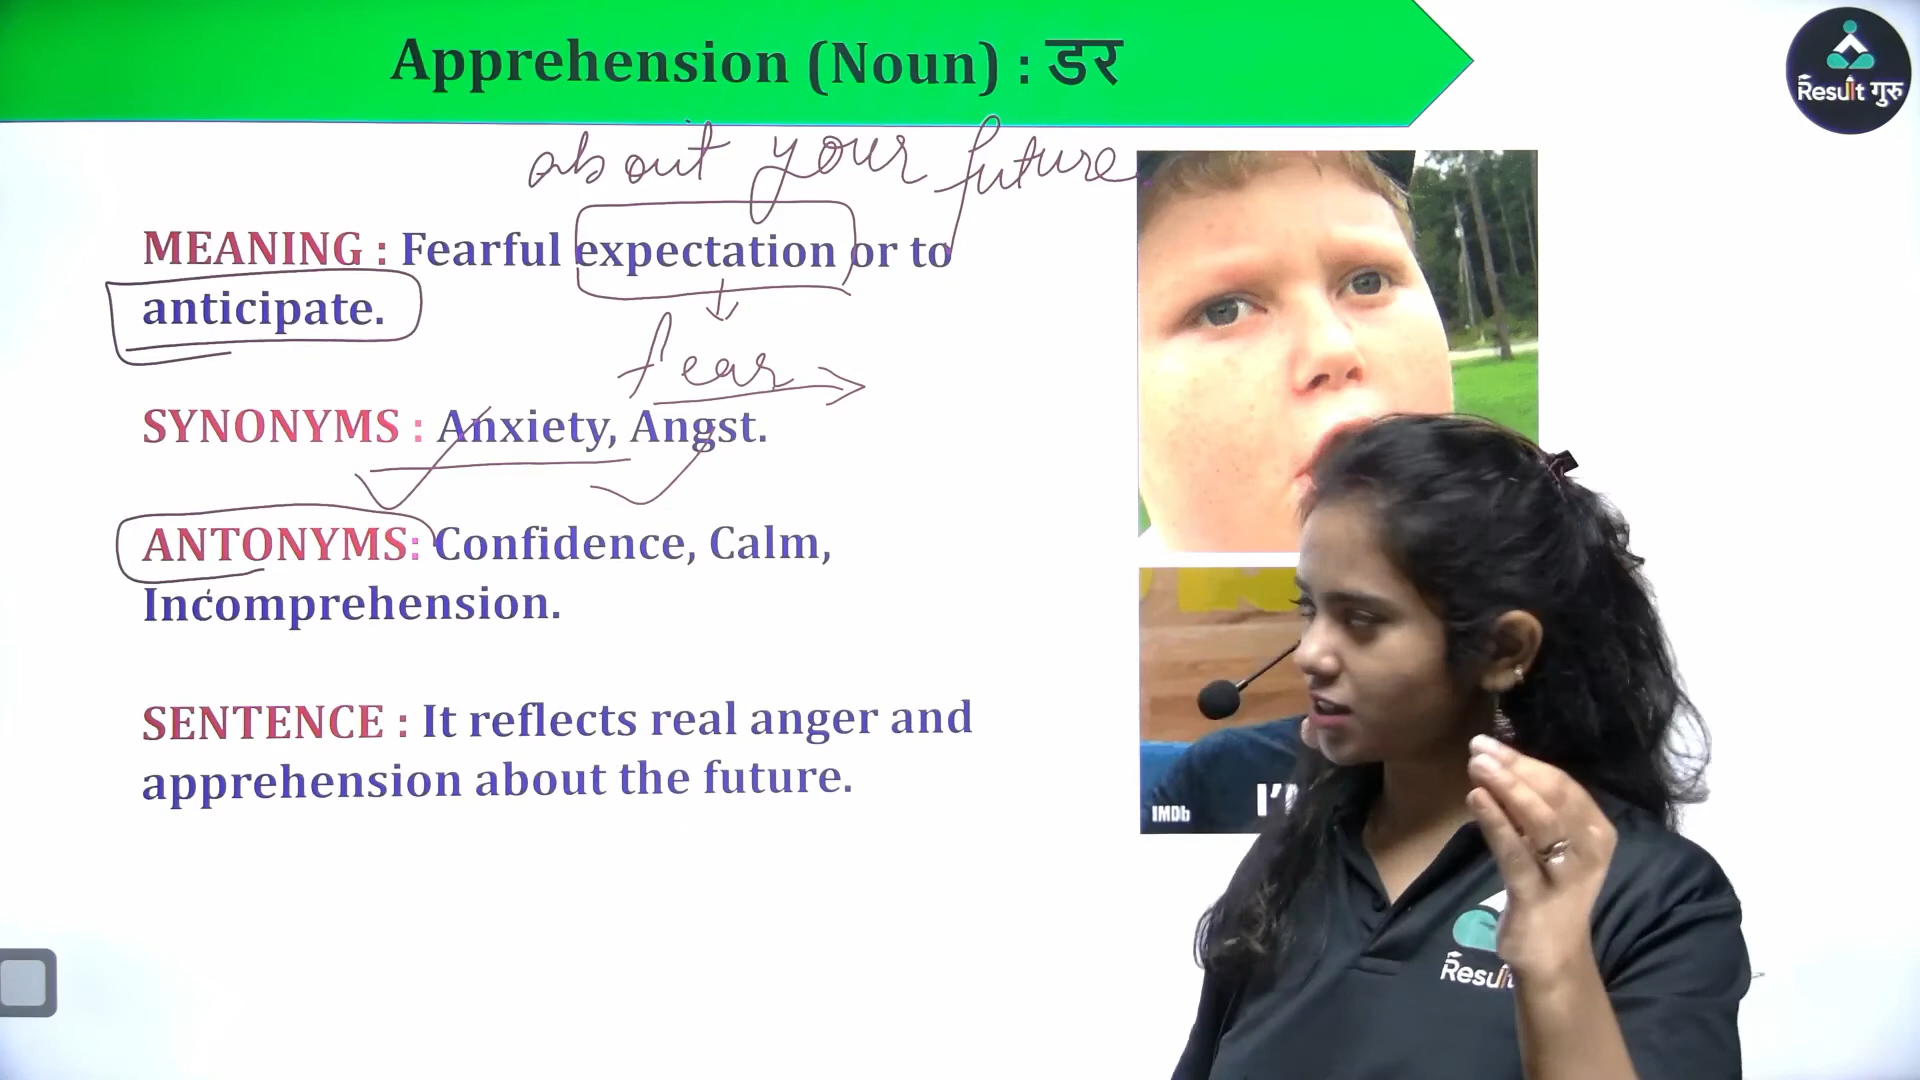 Apprehension (Noun) : डर
Result गुरु
about your future
MEANING : Fearful expectation or to
anticipate.
fear
SYNONYMS : Anxiety, Angst.
ANTONYMS: Confidence, Calm,
Incomprehension.
SENTENCE : It reflects real anger and
apprehension about the future.
IMDb
Result